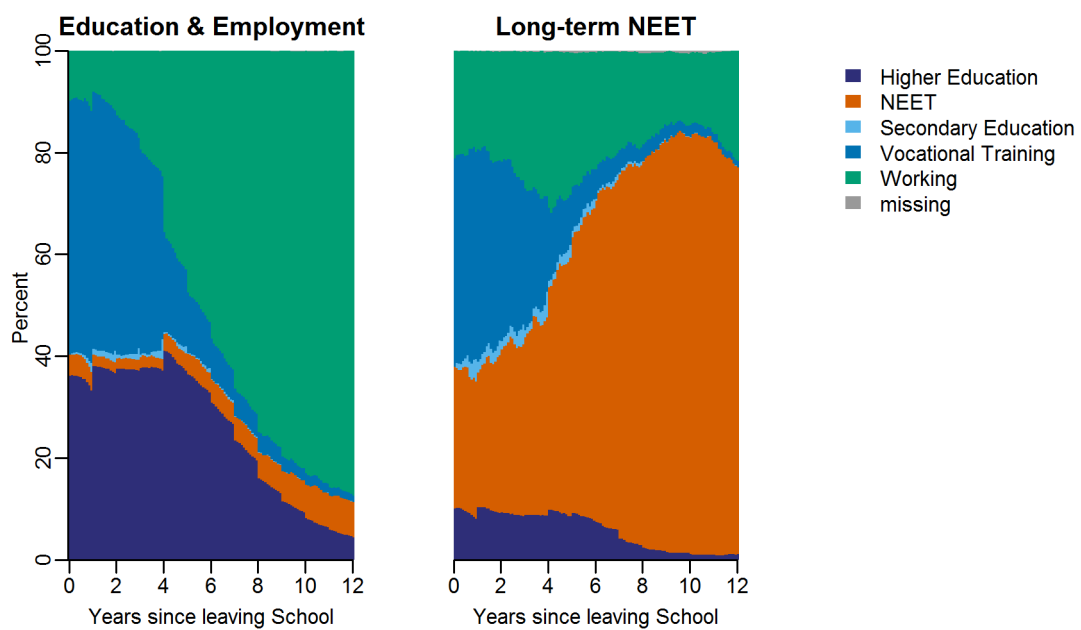 Education & Employment
Long-term NEET
Percent
100
80
60
40
20
0
0 2 4 6 8 10 12
0 2 4 6 8 10 12
Years since leaving School
Years since leaving School
Higher Education
NEET
Secondary Education
Vocational Training
Working
missing